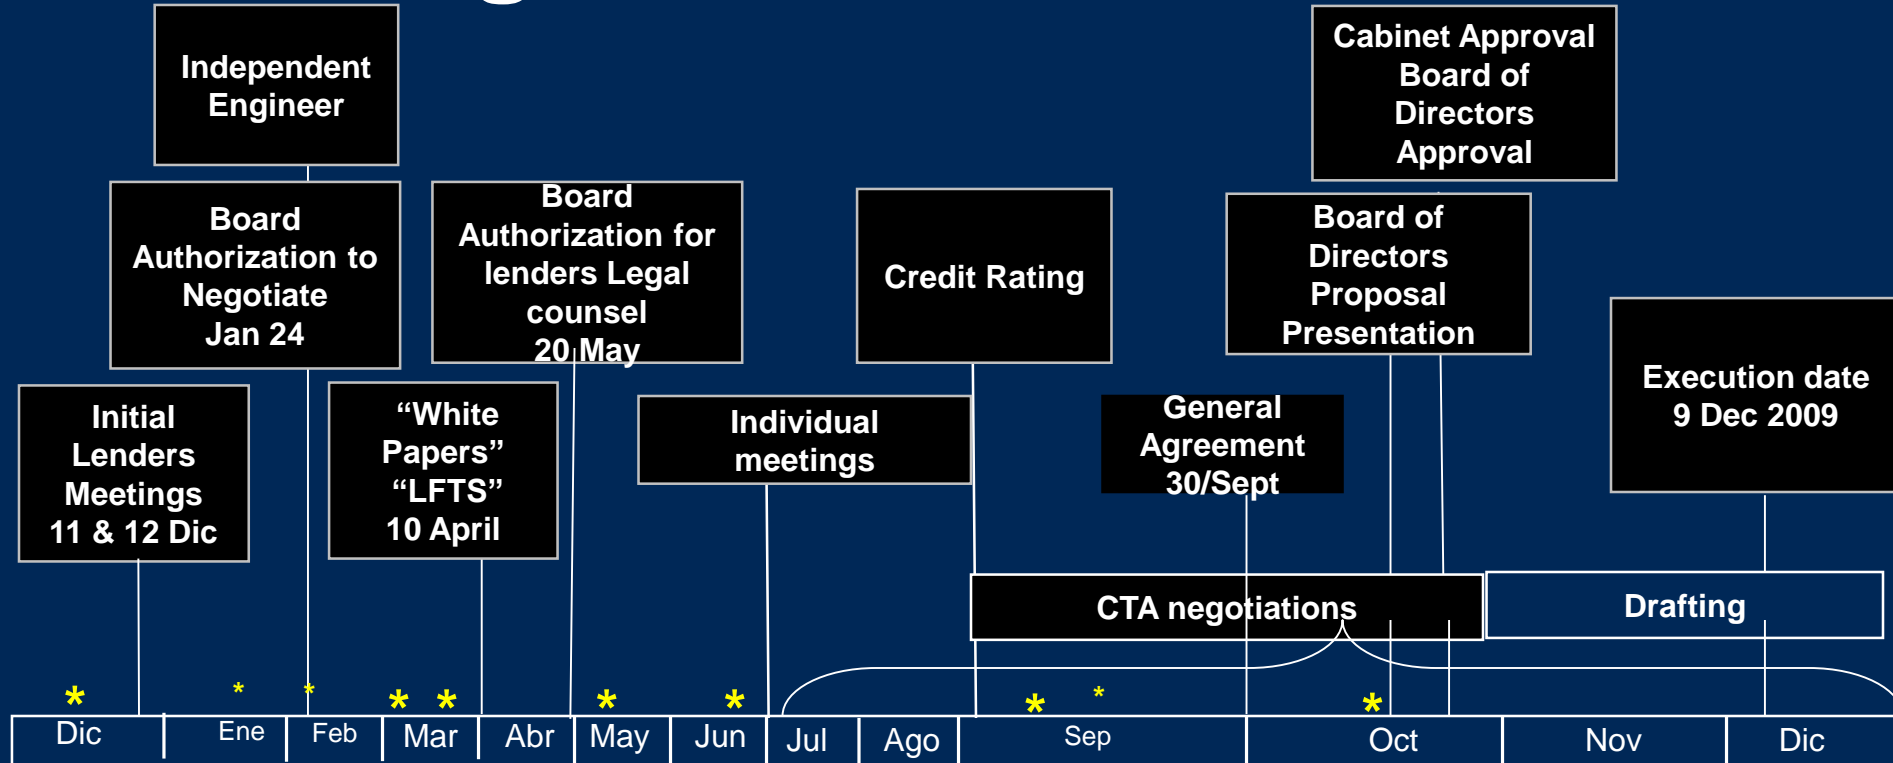 Independent
Engineer
Cabinet Approval
Board of
Directors
Approval
Board
Authorization to
Negotiate
Jan 24
Board
Authorization for
lenders Legal
counsel
20 May
Credit Rating
Board of
Directors
Proposal
Presentation
Initial
Lenders
Meetings
11 & 12 Dic
“White
Papers”
“LFTS”
10 April
Individual
meetings
General
Agreement
30/Sept
Execution date
9 Dec 2009
CTA negotiations
Drafting
* * * * * * * * * *
Dic Ene Feb Mar Abr May Jun Jul Ago Sep Oct Nov Dic